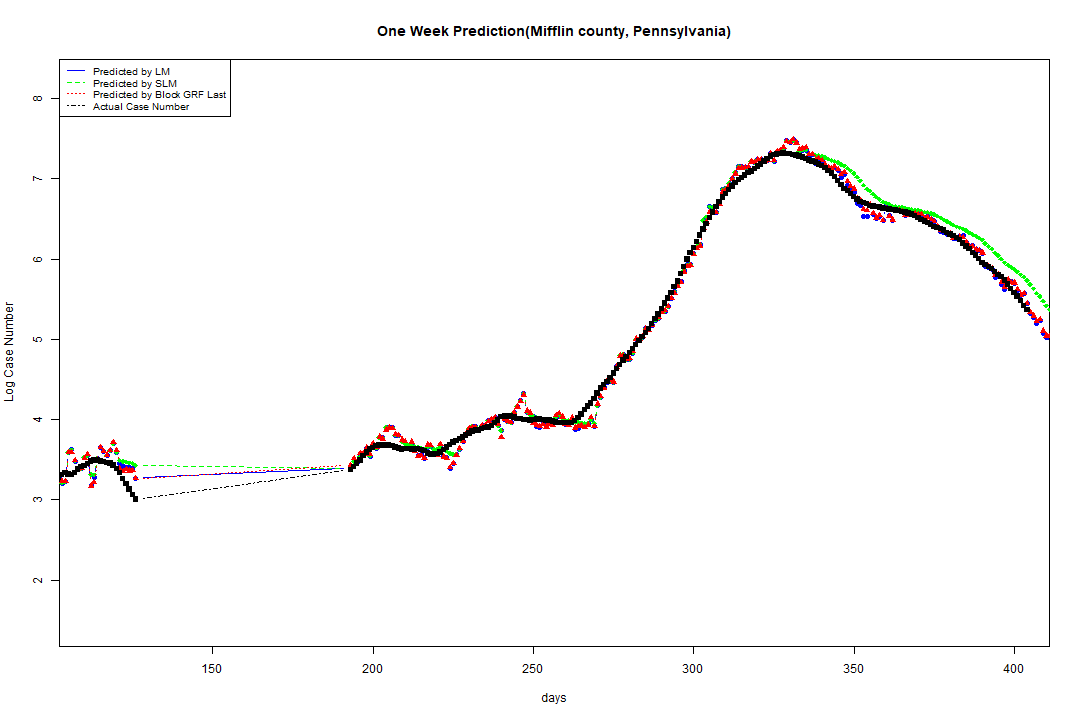 One Week Prediction(Mifflin county, Pennsylvania)
Predicted by LM
Predicted by SLM
Predicted by Block GRF Last
Actual Case Number
Log Case Number
8
7
6
5
4
3
2
150 200 250 300 350 400
days